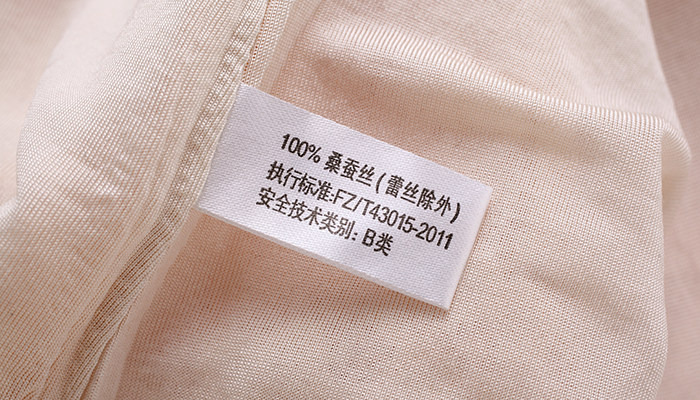 100% 桑蚕丝(蕾丝除外)
执行标准:FZ/T43015-2011
安全技术类别: B类